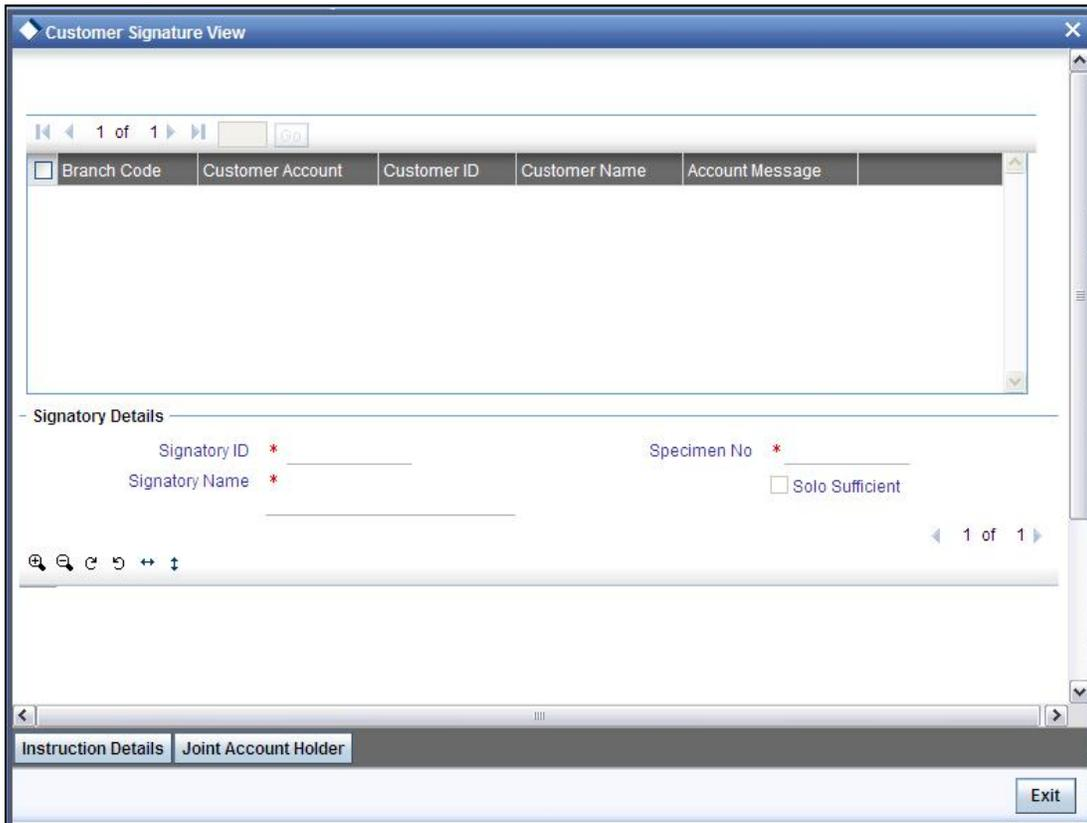 Customer Signature View
1 of 1 Go
Branch Code Customer Account Customer ID Customer Name Account Message
Signatory Details
Signatory ID * Specimen No *
Signatory Name * Solo Sufficient
1 of 1
Instruction Details Joint Account Holder
Exit